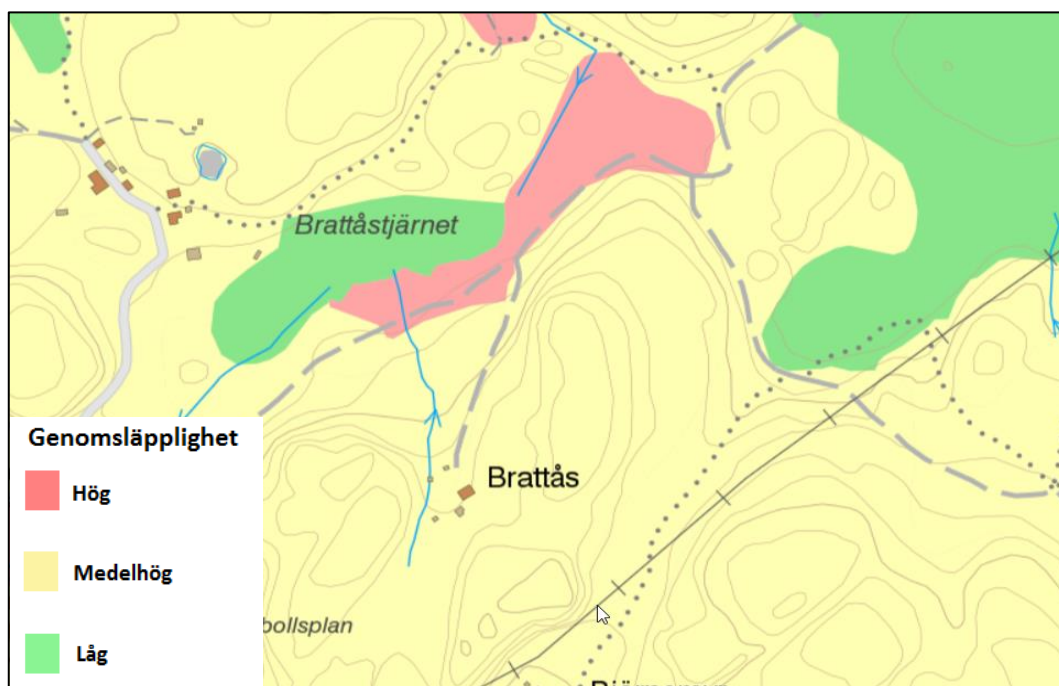 Brattåstjärnet
Genomsläpplighet
Hög
Brattås
Medelhög
bollsplan
Låg